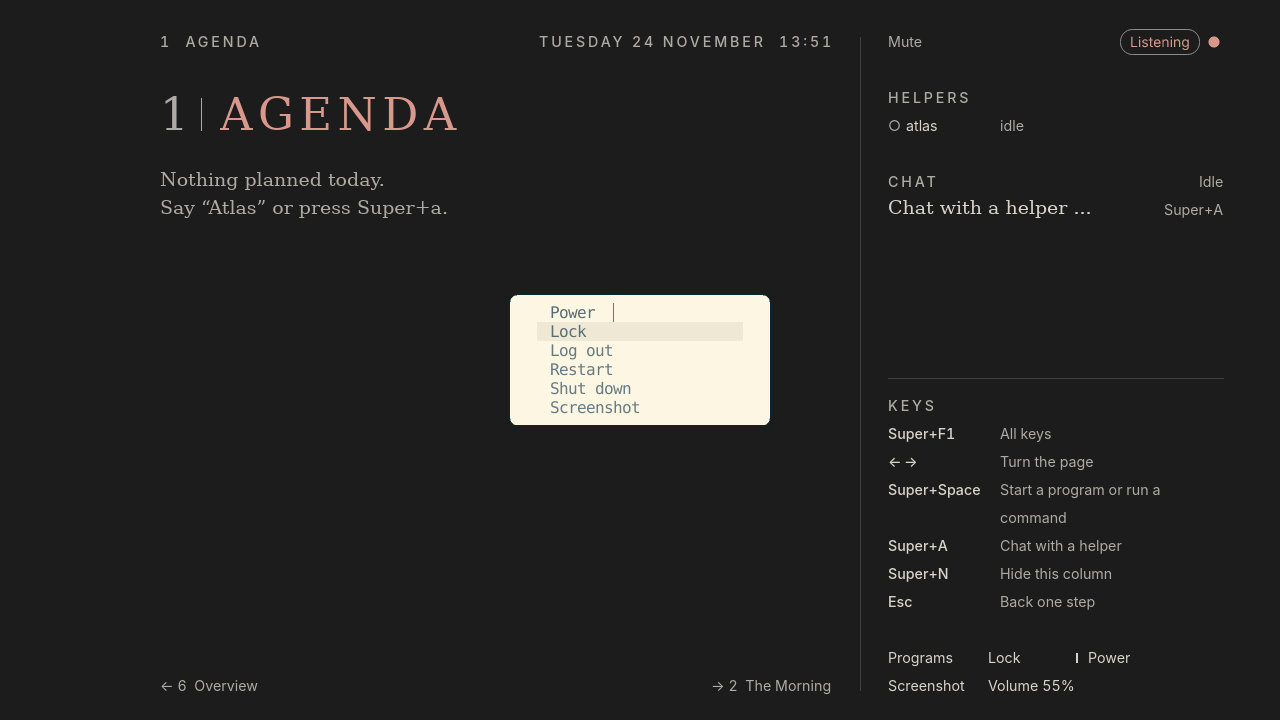 1 AGENDA
TUESDAY 24 NOVEMBER 13:51
1 AGENDA
Nothing planned today.
Say “Atlas” or press Super+a.
Power
Lock
Log out
Restart
Shut down
Screenshot
← 6 Overview
→ 2 The Morning
Mute
Listening
HELPERS
○ atlas idle
CHAT Idle
Chat with a helper ... Super+A
KEYS
Super+F1 All keys
← → Turn the page
Super+Space Start a program or run a
command
Super+A Chat with a helper
Super+N Hide this column
Esc Back one step
Programs Lock Power
Screenshot Volume 55%